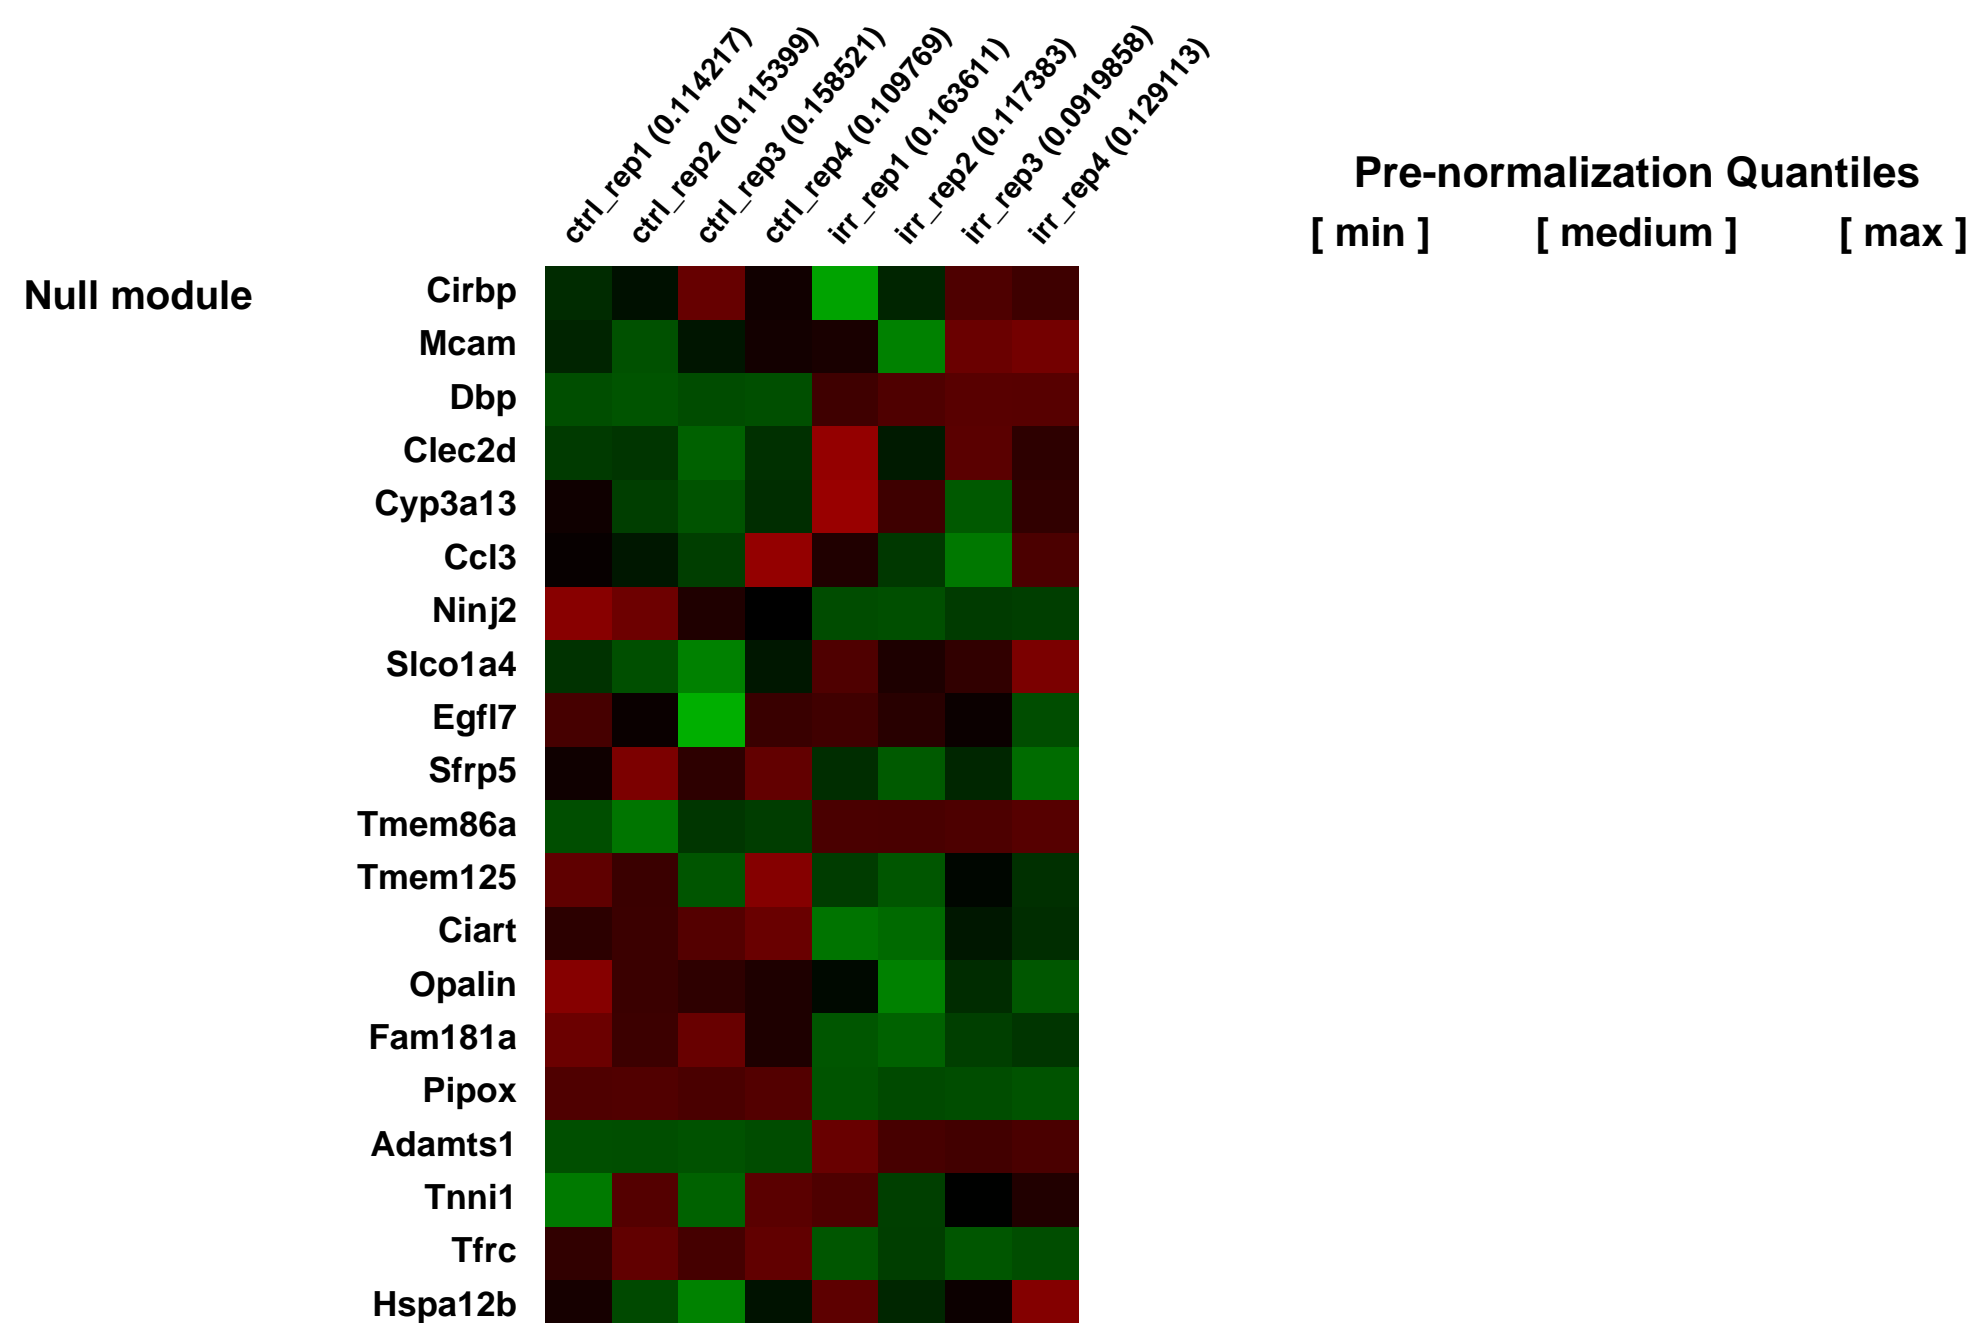 ctrl_rep1 (0.114217)
ctrl_rep2 (0.115399)
ctrl_rep3 (0.158521)
ctrl_rep4 (0.109769)
irr_rep1 (0.163611)
irr_rep2 (0.117383)
irr_rep3 (0.0919858)
irr_rep4 (0.129113)
Pre-normalization Quantiles
[ min ] [ medium ] [ max ]
Null module
Cirbp
Mcam
Dbp
Clec2d
Cyp3a13
Ccl3
Ninj2
Slco1a4
Egfl7
Sfrp5
Tmem86a
Tmem125
Ciart
Opalin
Fam181a
Pipox
Adamts1
Tnni1
Tfrc
Hspa12b